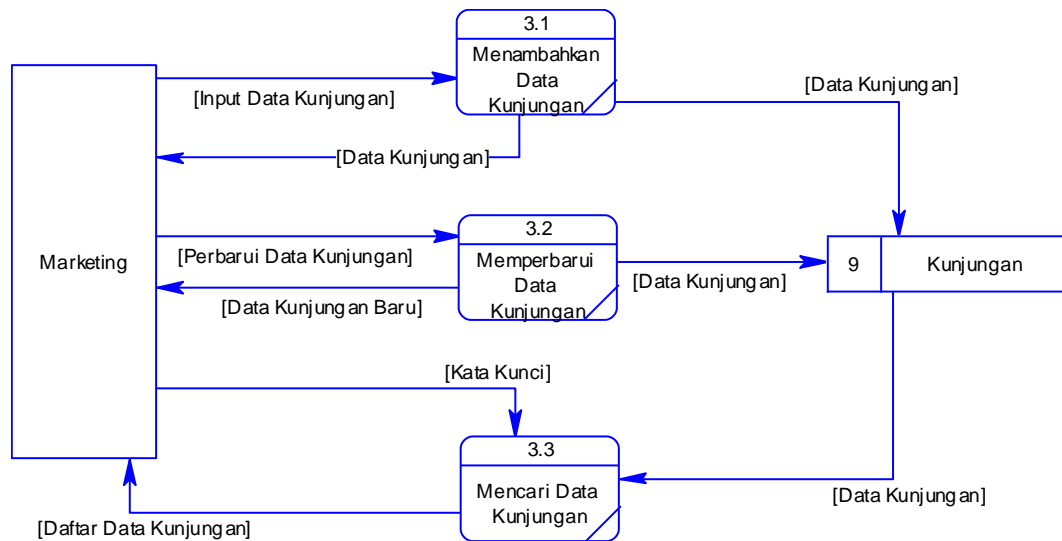 3.1
Menambahkan
Data
Kunjungan
[Input Data Kunjungan]
[Data Kunjungan]
[Data Kunjungan]
Marketing
3.2
Memperbarui
Data
Kunjungan
[Perbarui Data Kunjungan]
[Data Kunjungan Baru]
[Data Kunjungan]
9
Kunjungan
[Kata Kunci]
3.3
Mencari Data
Kunjungan
[Data Kunjungan]
[Daftar Data Kunjungan]